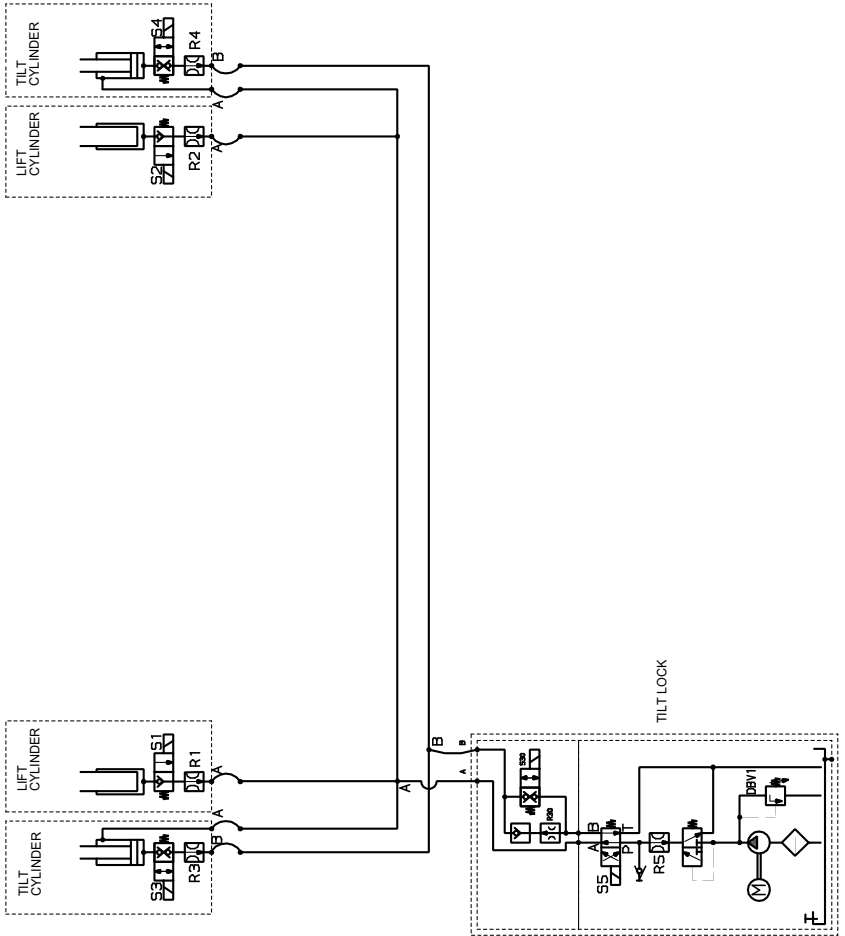 TILT
CYLINDER
S4
R4
B
A
LIFT
CYLINDER
S2
R2
A
TILT LOCK
LIFT
CYLINDER
S1
R1
A
A
B
B
A
TILT
CYLINDER
S3
R3
A
B
S30
R30
A
B
P
T
S5
R5
DBV1
M
T